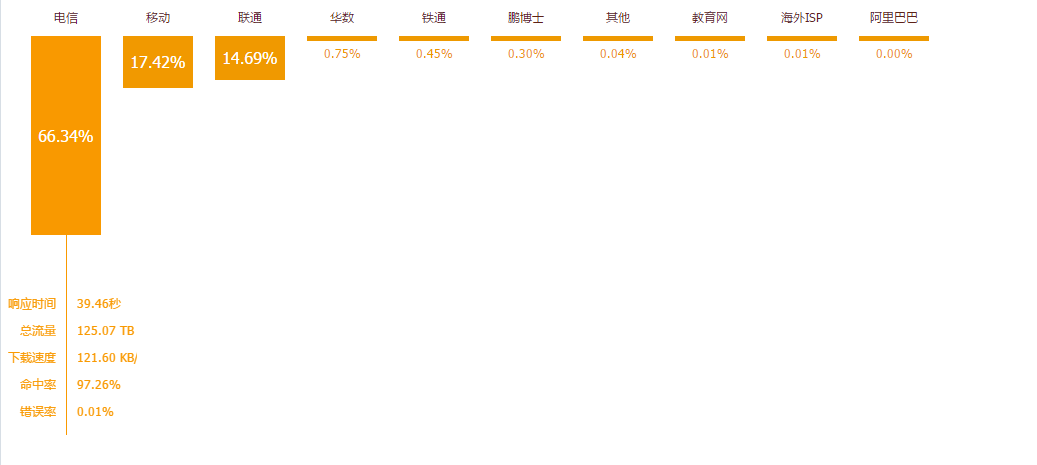 电信 移动 联通 华数 铁通 鹏博士 其他 教育网 海外ISP 阿里巴巴
66.34% 17.42% 14.69% 0.75% 0.45% 0.30% 0.04% 0.01% 0.01% 0.00%
响应时间 39.46秒
总流量 125.07 TB
下载速度 121.60 KB/
命中率 97.26%
错误率 0.01%